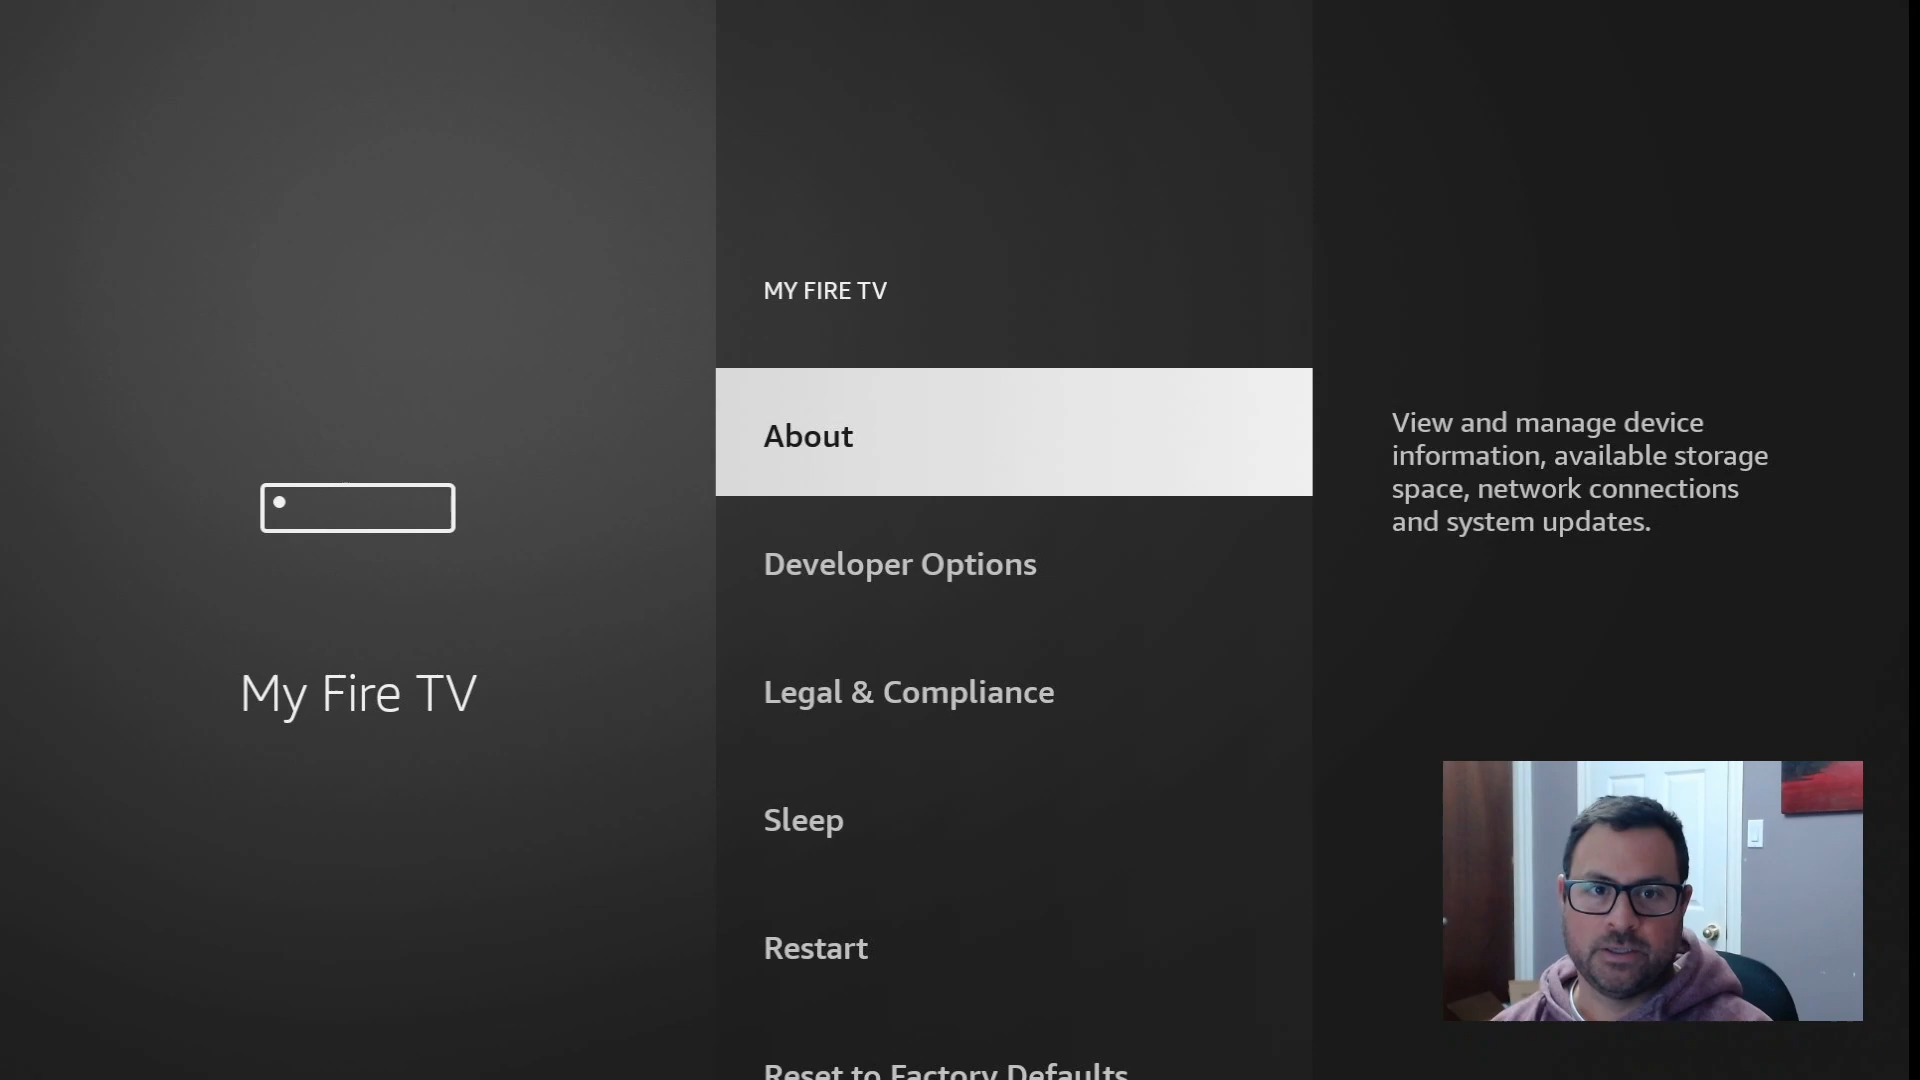 MY FIRE TV
About
Developer Options
Legal & Compliance
Sleep
Restart
Reset to Factory Defaults
My Fire TV
View and manage device
information, available storage
space, network connections
and system updates.